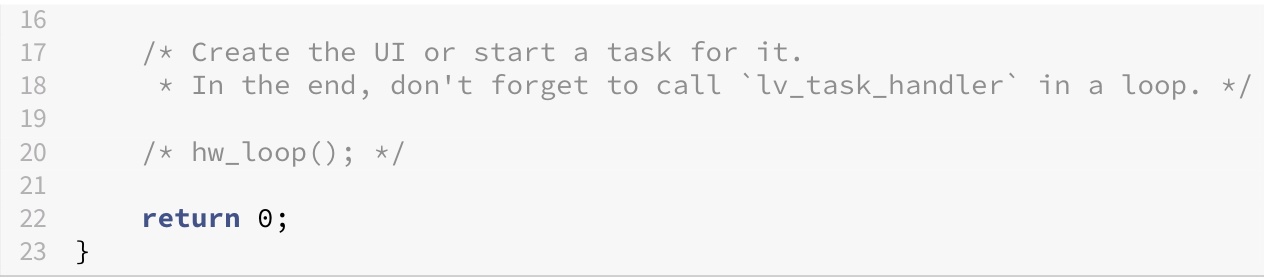 16
17 /* Create the UI or start a task for it.
18 * In the end, don't forget to call `lv_task_handler` in a loop. */
19
20 /* hw_loop(); */
21
22 return 0;
23 }